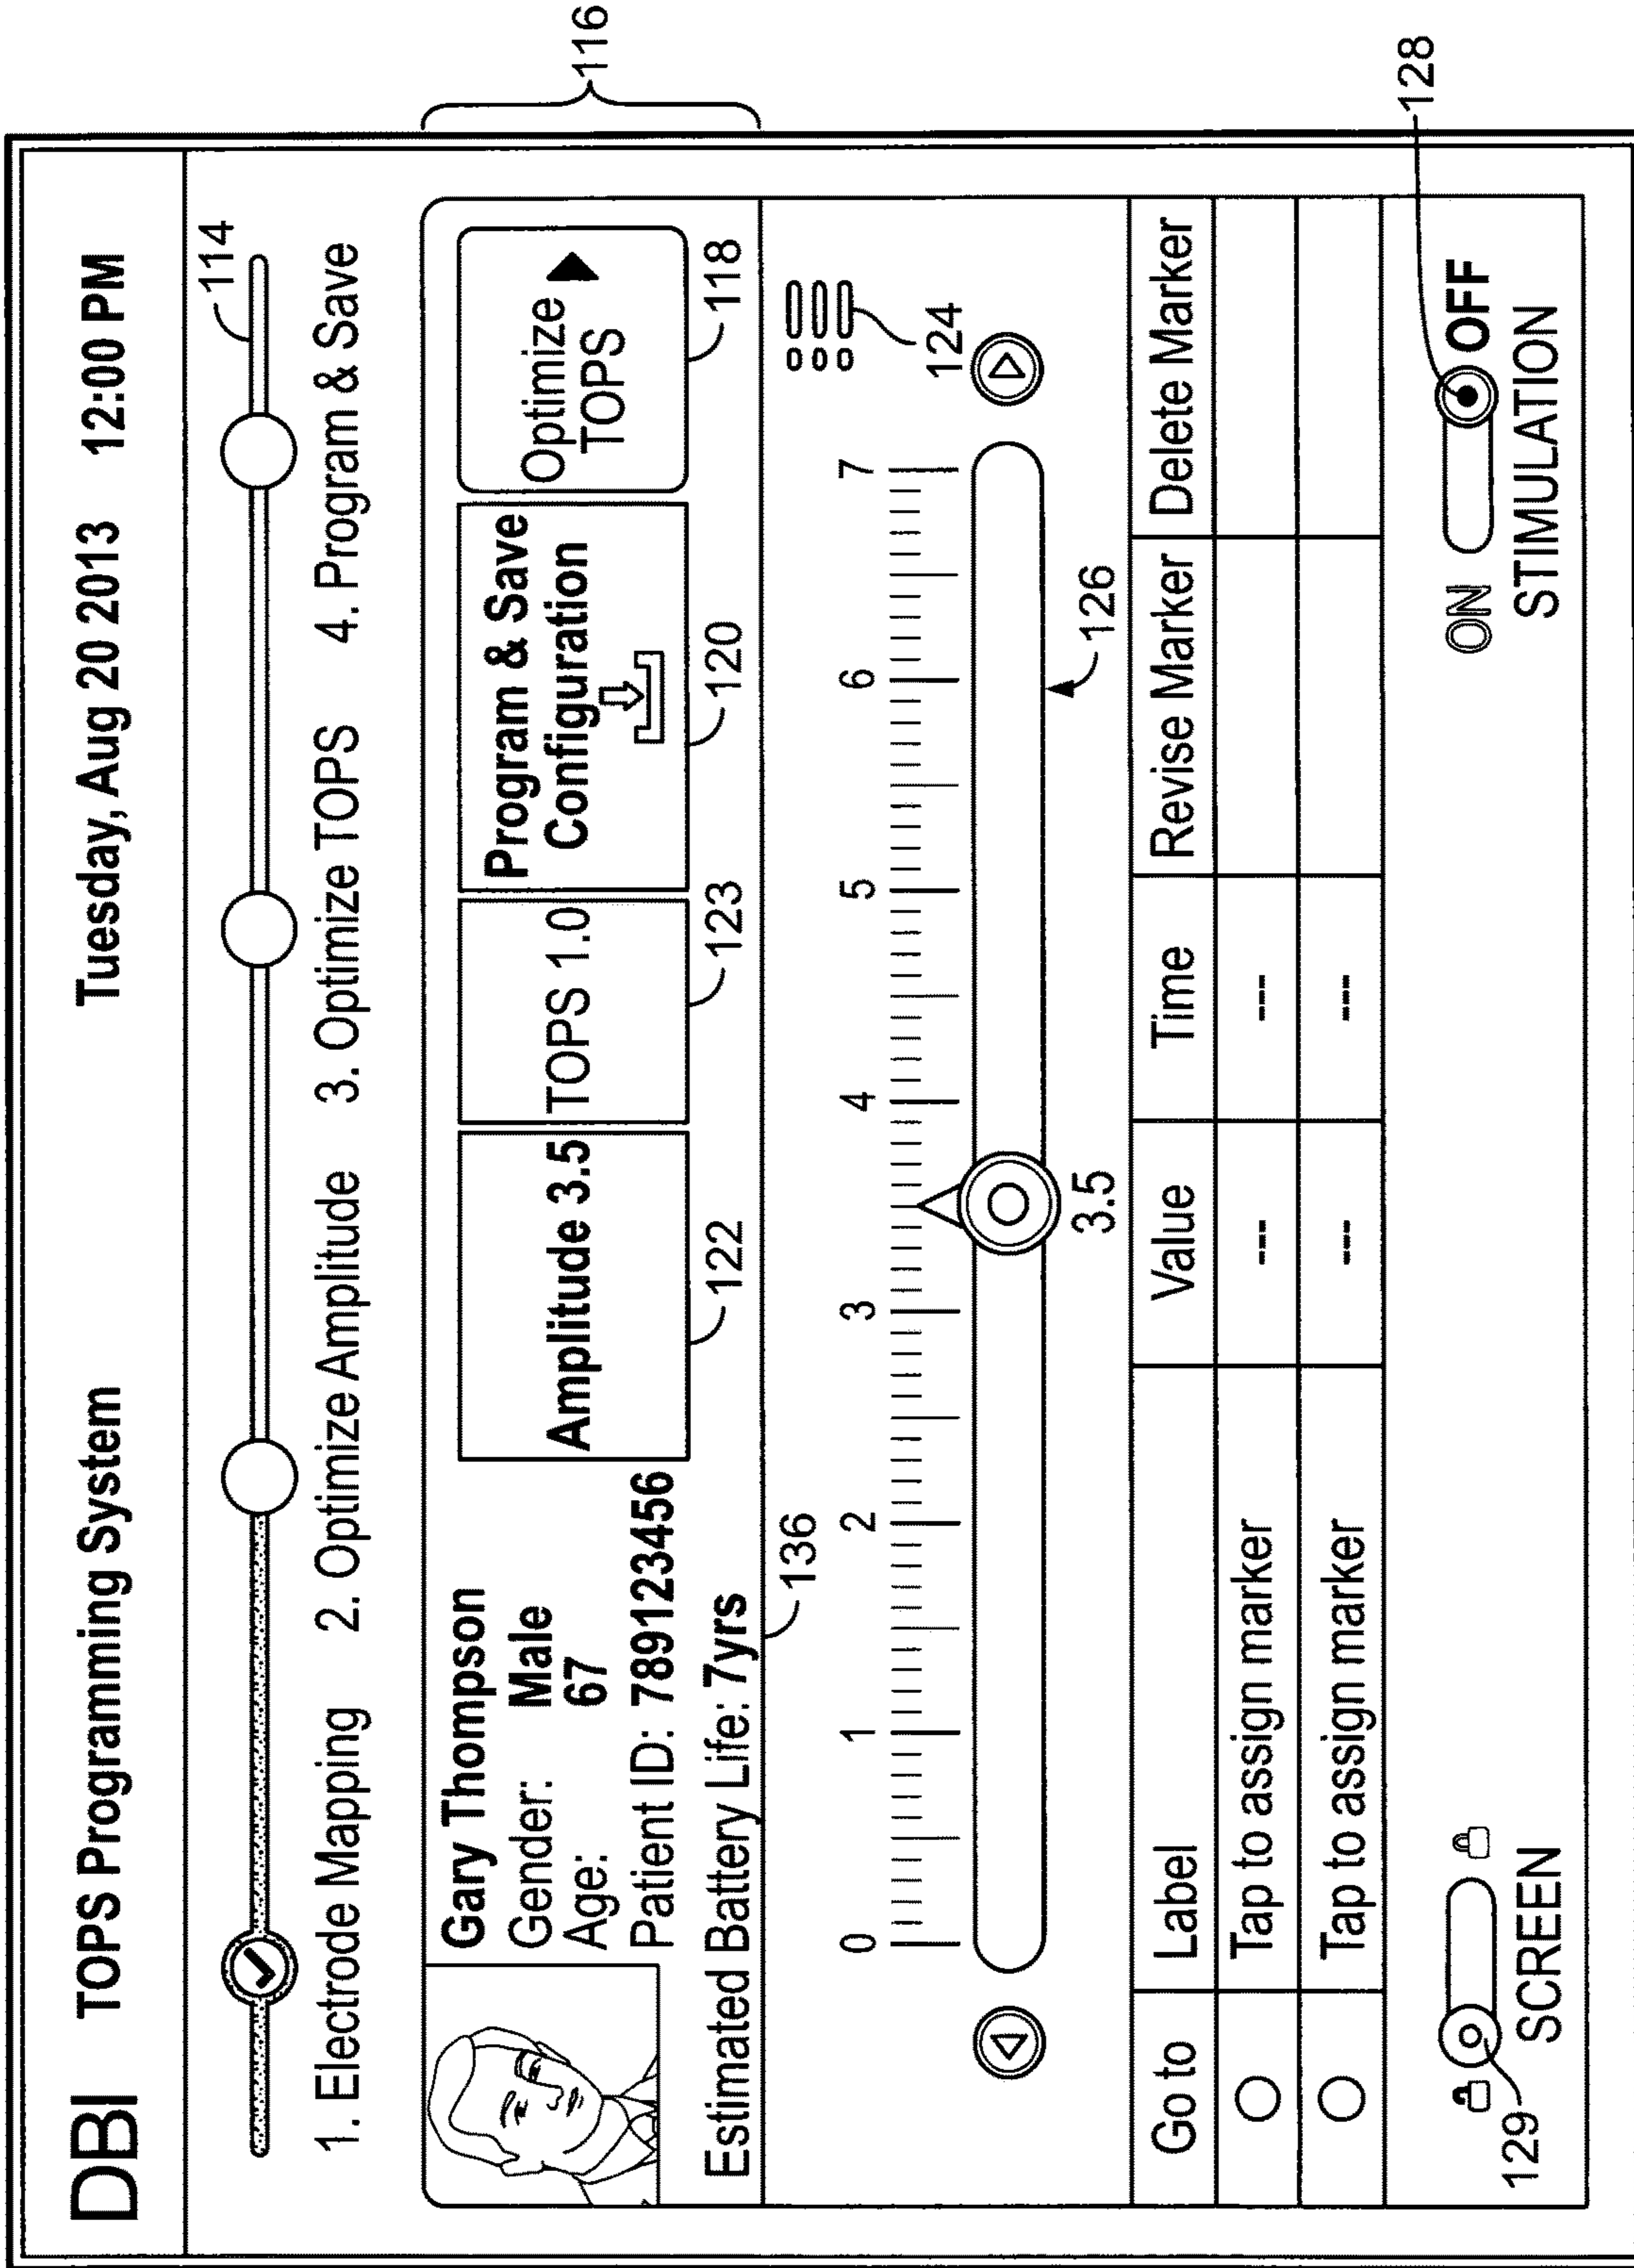 DBI TOPS Programming System Tuesday, Aug 20 2013 12:00 PM
114
1. Electrode Mapping 2. Optimize Amplitude 3. Optimize TOPS 4. Program & Save
116
Gary Thompson
Gender: Male
Age: 67
Patient ID: 789123456
Estimated Battery Life: 7yrs
136
Amplitude 3.5
122
TOPS 1.0
123
Program & Save
Configuration
120
Optimize
TOPS
118
124
0 1 2 3 4 5 6 7
3.5
126
Go to Label Value Time Revise Marker Delete Marker
Tap to assign marker --- ---
Tap to assign marker --- ---
129
SCREEN
ON OFF
STIMULATION
128